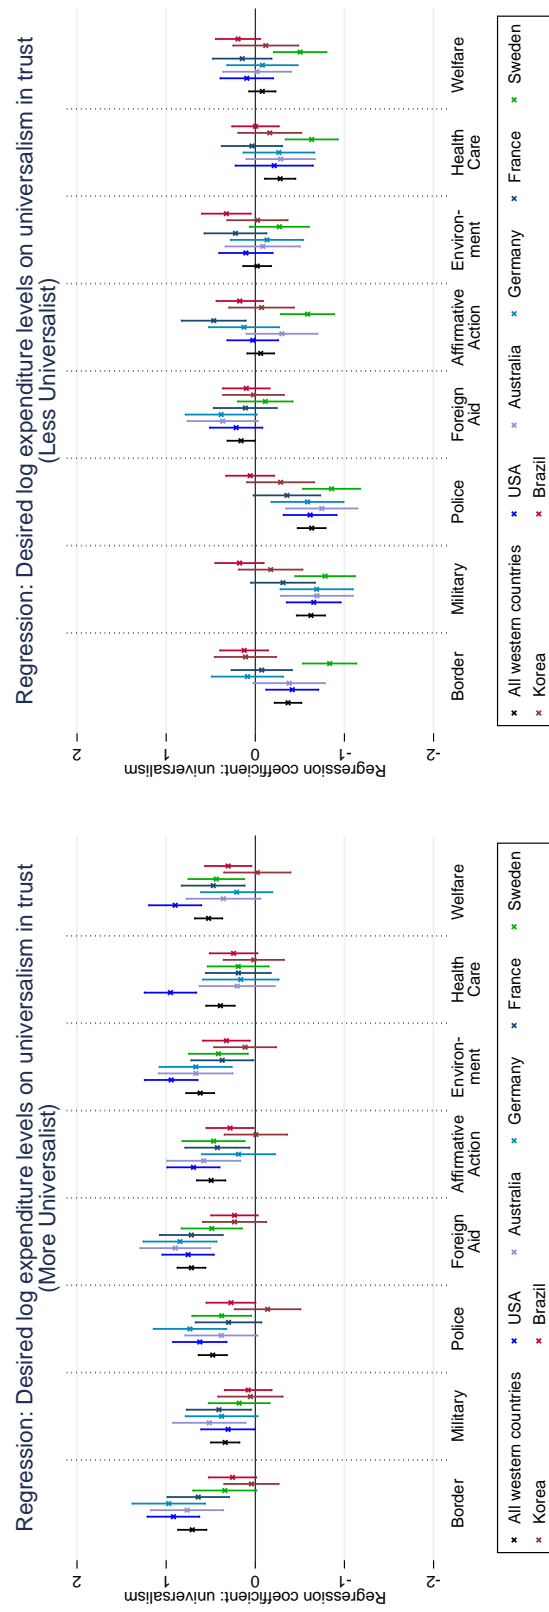 Regression: Desired log expenditure levels on universalism in trust
(More Universalist)
Regression coefficient: universalism
2
1
0
-1
-2
Border
Military
Police
Foreign
Aid
Affirmative
Action
Environ-
ment
Health
Care
Welfare
All western countries
USA
Australia
Germany
France
Sweden
Korea
Brazil
Regression: Desired log expenditure levels on universalism in trust
(Less Universalist)
Regression coefficient: universalism
2
1
0
-1
-2
Border
Military
Police
Foreign
Aid
Affirmative
Action
Environ-
ment
Health
Care
Welfare
All western countries
USA
Australia
Germany
France
Sweden
Korea
Brazil